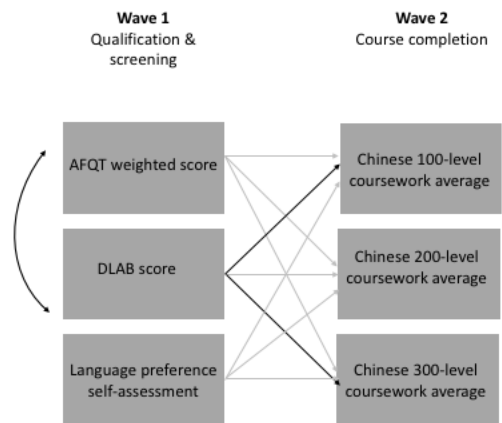 Wave 1
Qualification &
screening
Wave 2
Course completion
AFQT weighted score
DLAB score
Language preference
self-assessment
Chinese 100-level
coursework average
Chinese 200-level
coursework average
Chinese 300-level
coursework average